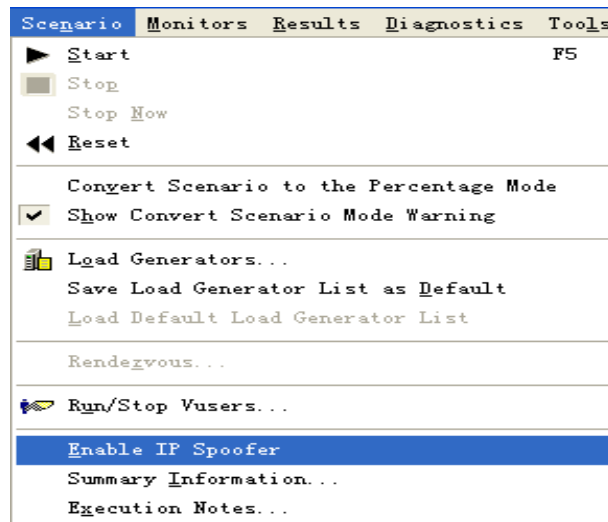 Scenario Monitors Results Diagnostics Tools
Start F5
Stop
Stop Now
Reset
Convert Scenario to the Percentage Mode
Show Convert Scenario Mode Warning
Load Generators...
Save Load Generator List as Default
Load Default Load Generator List
Rendezvous...
Run/Stop Vusers...
Enable IP Spoofer
Summary Information...
Execution Notes...